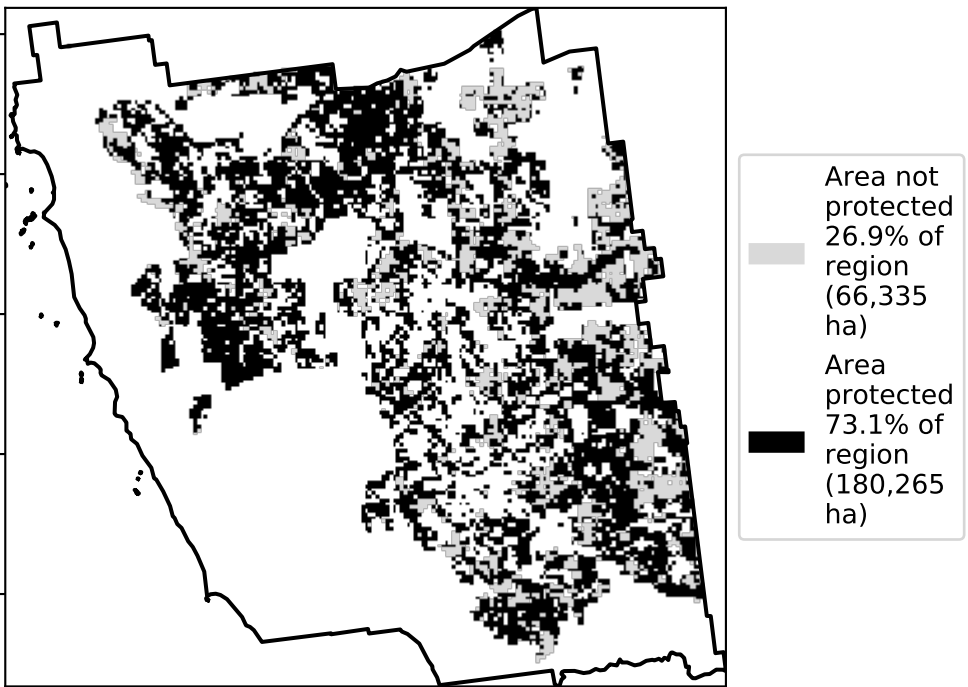 Area not
protected
26.9% of
region
(66,335
ha)
Area
protected
73.1% of
region
(180,265
ha)